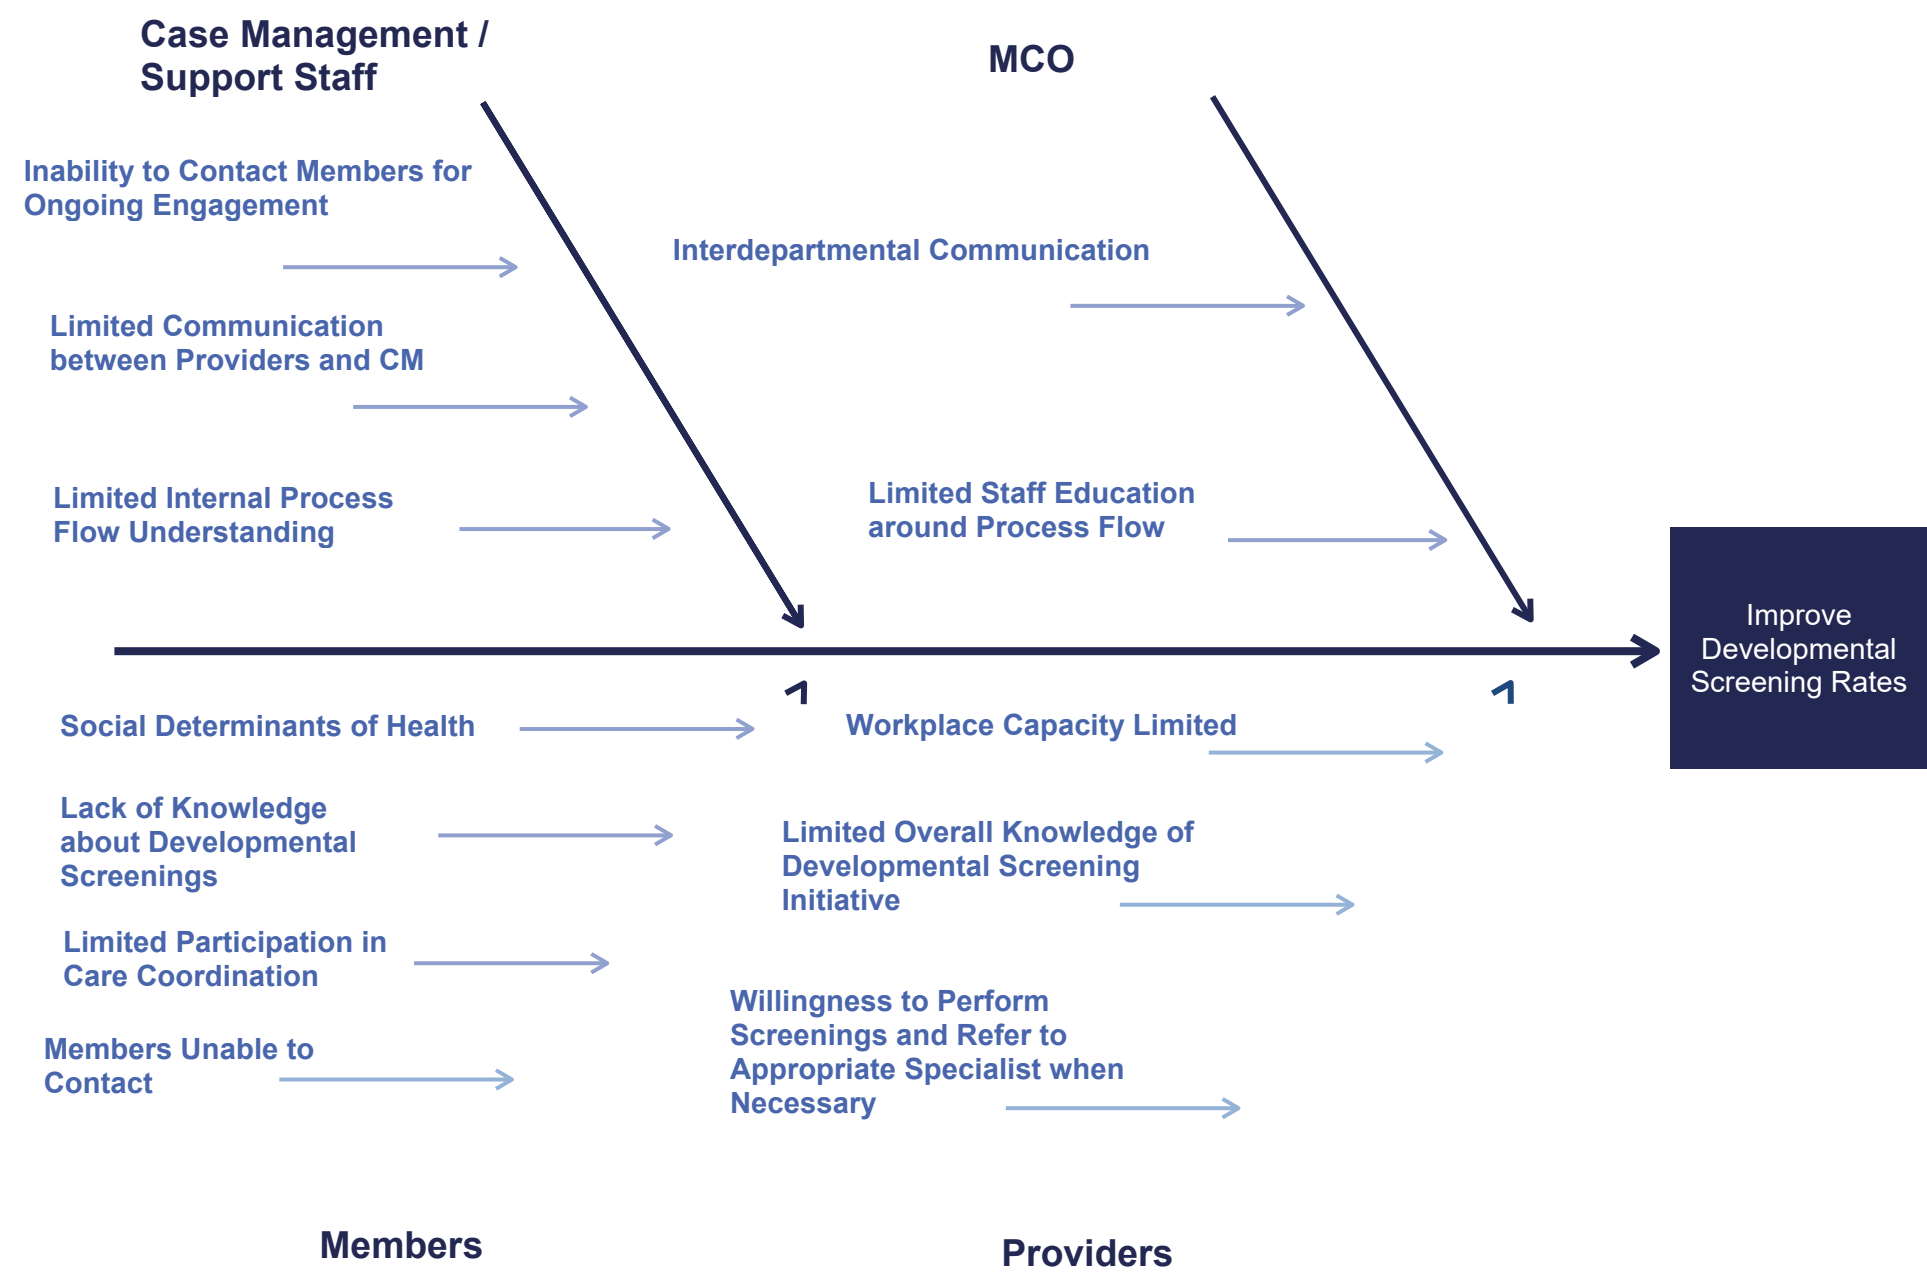 Case Management /
Support Staff
MCO
Inability to Contact Members for
Ongoing Engagement
Interdepartmental Communication
Limited Communication
between Providers and CM
Limited Internal Process
Flow Understanding
Limited Staff Education
around Process Flow
Improve
Developmental
Screening Rates
Social Determinants of Health
Workplace Capacity Limited
Lack of Knowledge
about Developmental
Screenings
Limited Overall Knowledge of
Developmental Screening
Initiative
Limited Participation in
Care Coordination
Willingness to Perform
Screenings and Refer to
Appropriate Specialist when
Necessary
Members Unable to
Contact
Members
Providers